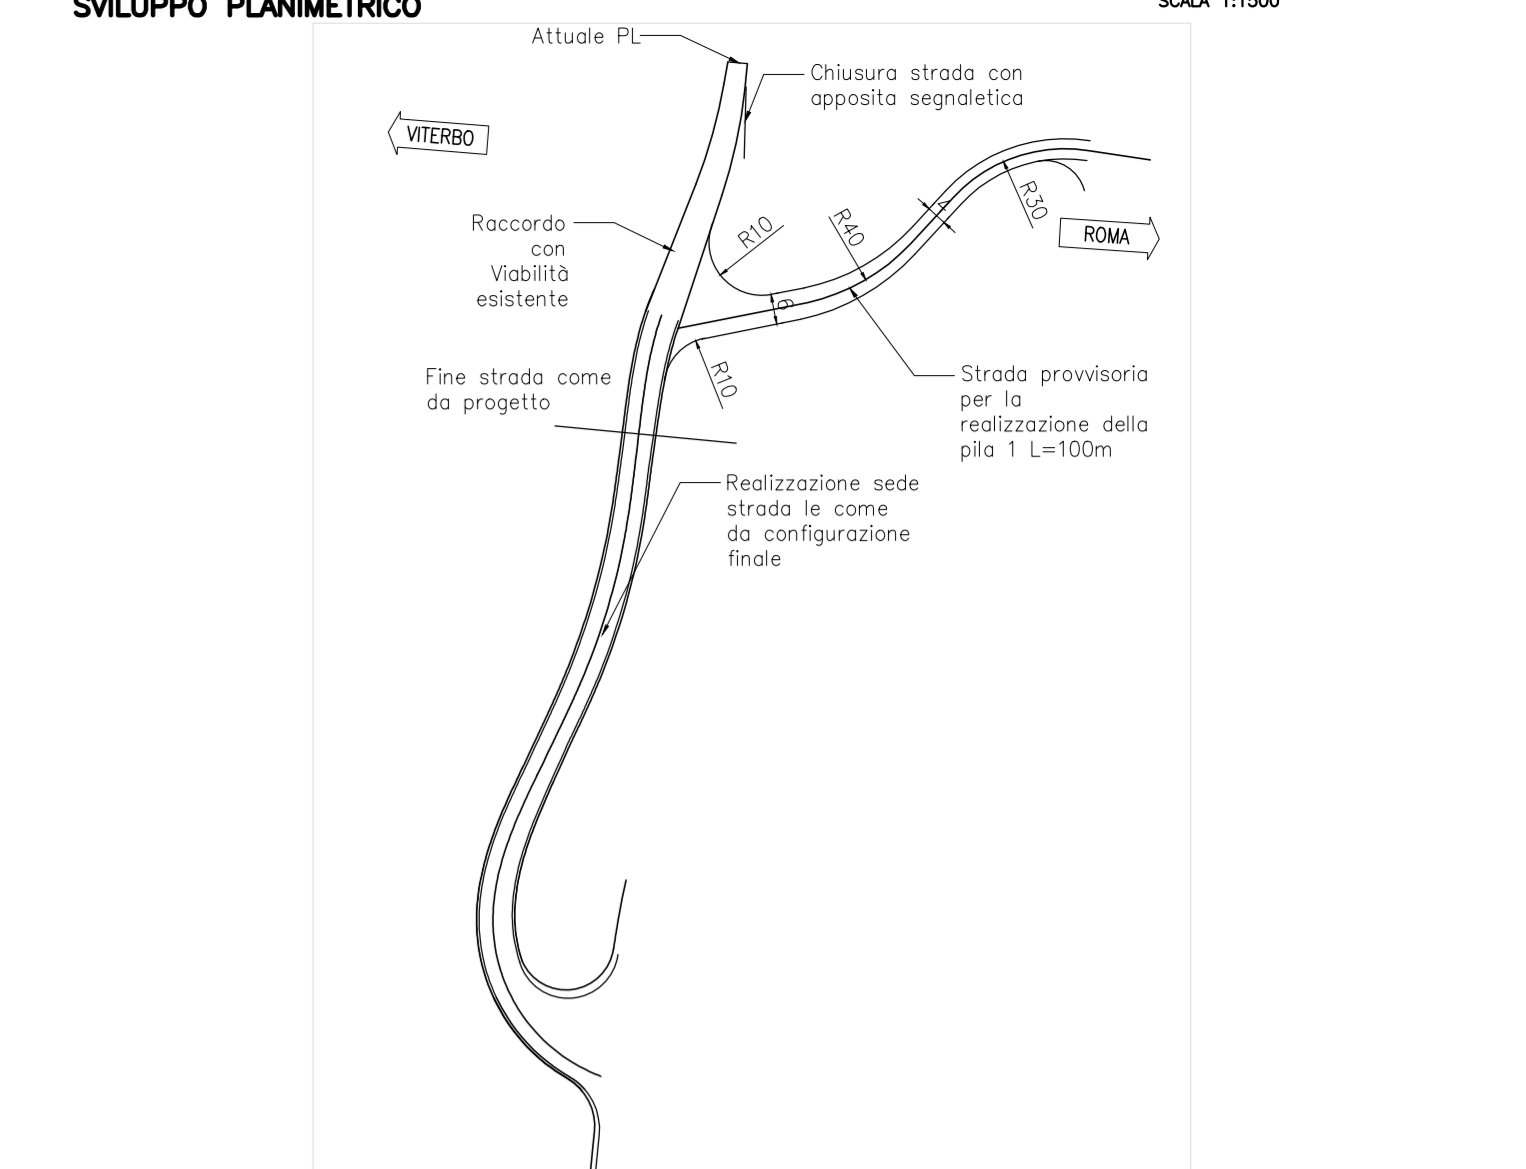 SVILUPPO PLANIMETRICO
SCALA 1:1500
Attuale PL
Chiusura strada con
apposita segnaletica
VITERBO
R30
4
Raccordo
con
Viabilità
esistente
R10
R40
ROMA
6
Fine strada come
da progetto
R10
Strada provvisoria
per la
realizzazione della
pila 1 L=100m
Realizzazione sede
strada le come
da configurazione
finale